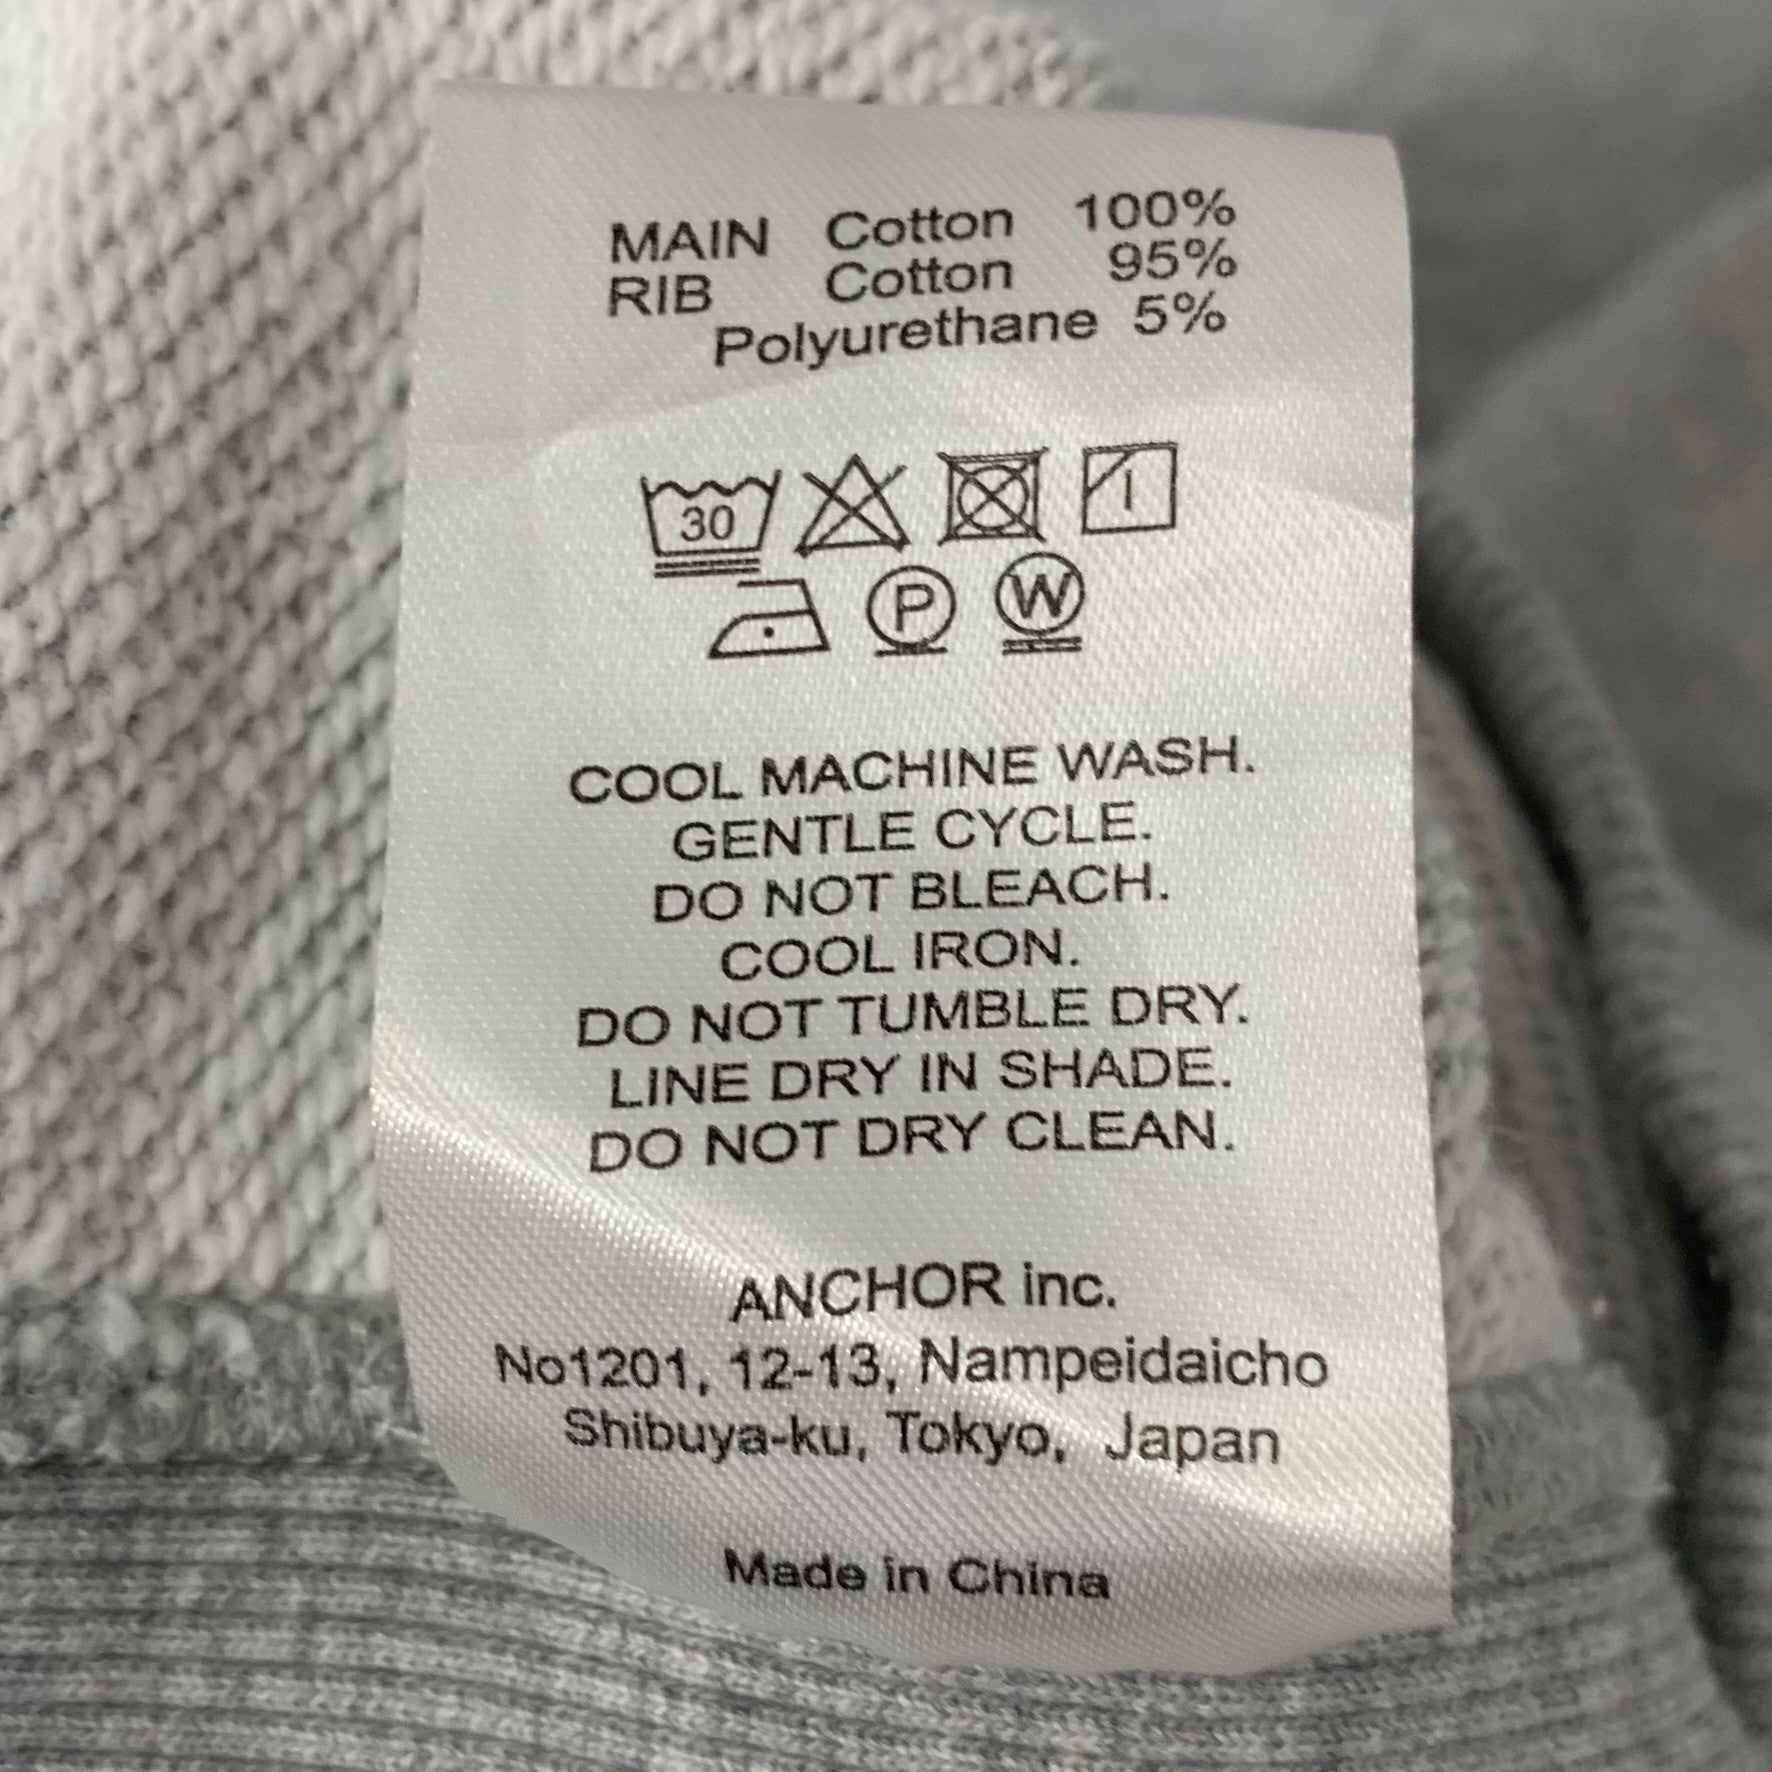 MAIN Cotton 100%
RIB Cotton 95%
Polyurethane 5%
30
P W
COOL MACHINE WASH.
GENTLE CYCLE.
DO NOT BLEACH.
COOL IRON.
DO NOT TUMBLE DRY.
LINE DRY IN SHADE.
DO NOT DRY CLEAN.
ANCHOR inc.
No1201, 12-13, Nampeidaicho
Shibuya-ku, Tokyo, Japan
Made in China